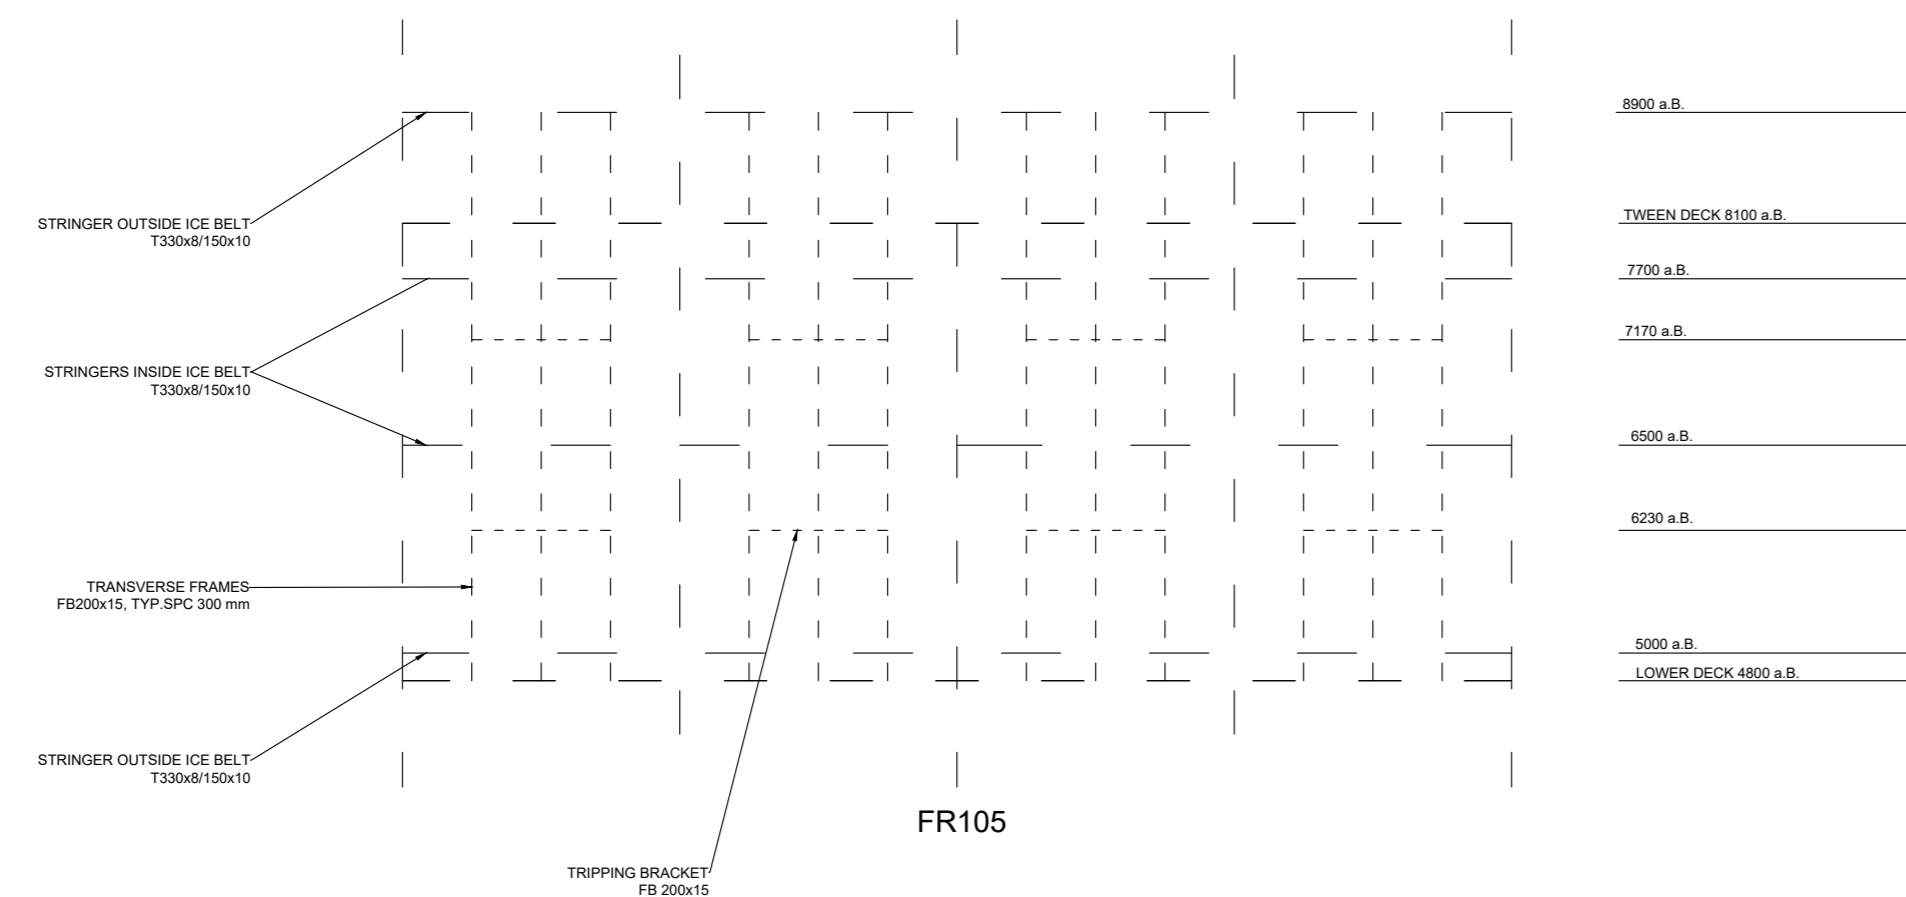 8900 a.B.
STRINGER OUTSIDE ICE BELT
T330x8/150x10
TWEEN DECK 8100 a.B.
7700 a.B.
7170 a.B.
STRINGERS INSIDE ICE BELT
T330x8/150x10
6500 a.B.
6230 a.B.
TRANSVERSE FRAMES
FB200x15, TYP.SPC 300 mm
5000 a.B.
LOWER DECK 4800 a.B.
STRINGER OUTSIDE ICE BELT
T330x8/150x10
FR105
TRIPPING BRACKET
FB 200x15